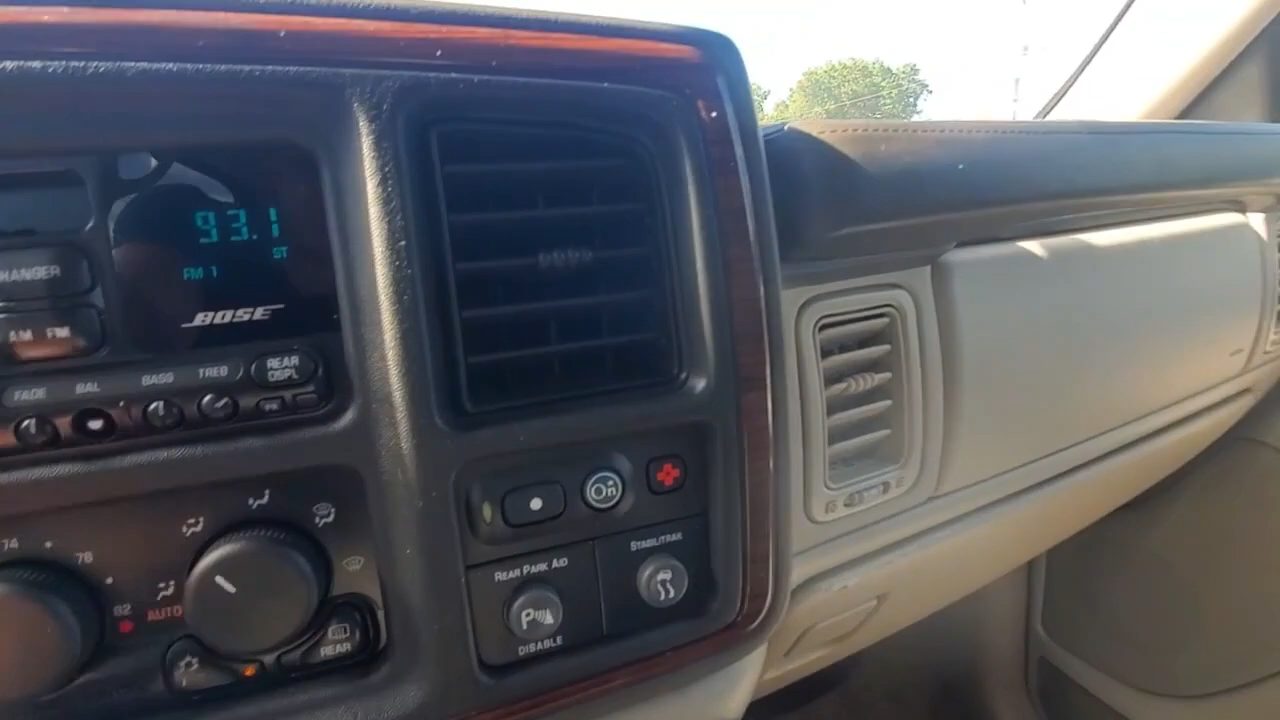 93.1
ST
FM 1
BOSE
CHANGER
AM FM
FADE BAL BASS TREB
REAR DSPL
74 78
82
AUTO
REAR
On
REAR PARK AID
DISABLE
STABILITRAK
P